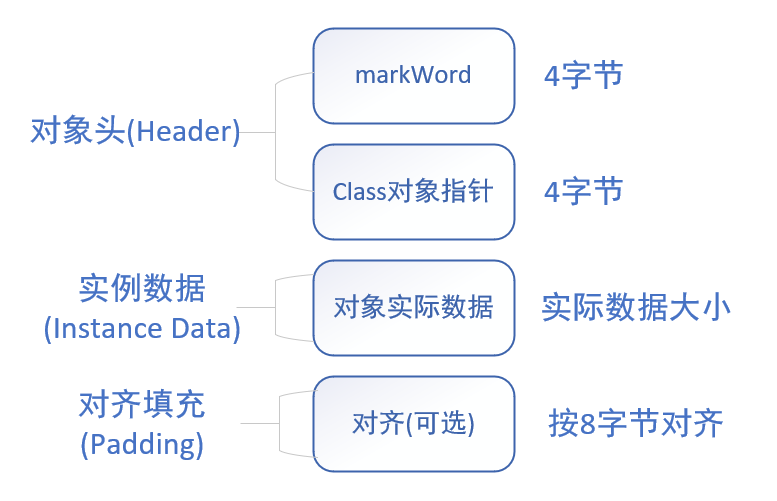 对象头(Header)
markWord
4字节
Class对象指针
4字节
实例数据
(Instance Data)
对象实际数据
实际数据大小
对齐填充
(Padding)
对齐(可选)
按8字节对齐